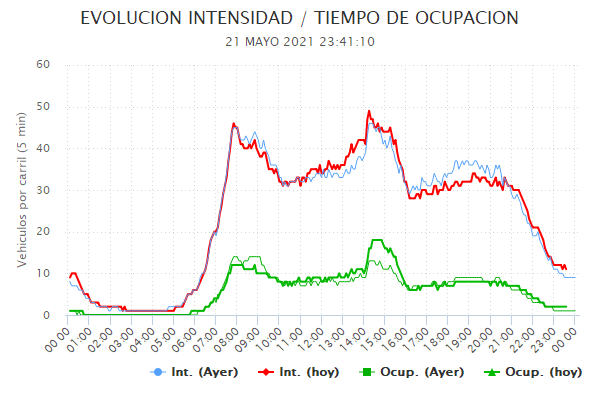 EVOLUCION INTENSIDAD / TIEMPO DE OCUPACION
21 MAYO 2021 23:41:10
Vehiculos por carril (5 min)
60
50
40
30
20
10
0
00:00 01:00 02:00 03:00 04:00 05:00 06:00 07:00 08:00 09:00 10:00 11:00 12:00 13:00 14:00 15:00 16:00 17:00 18:00 19:00 20:00 21:00 22:00 23:00 00:00
Int. (Ayer) Int. (hoy) Ocup. (Ayer) Ocup. (hoy)